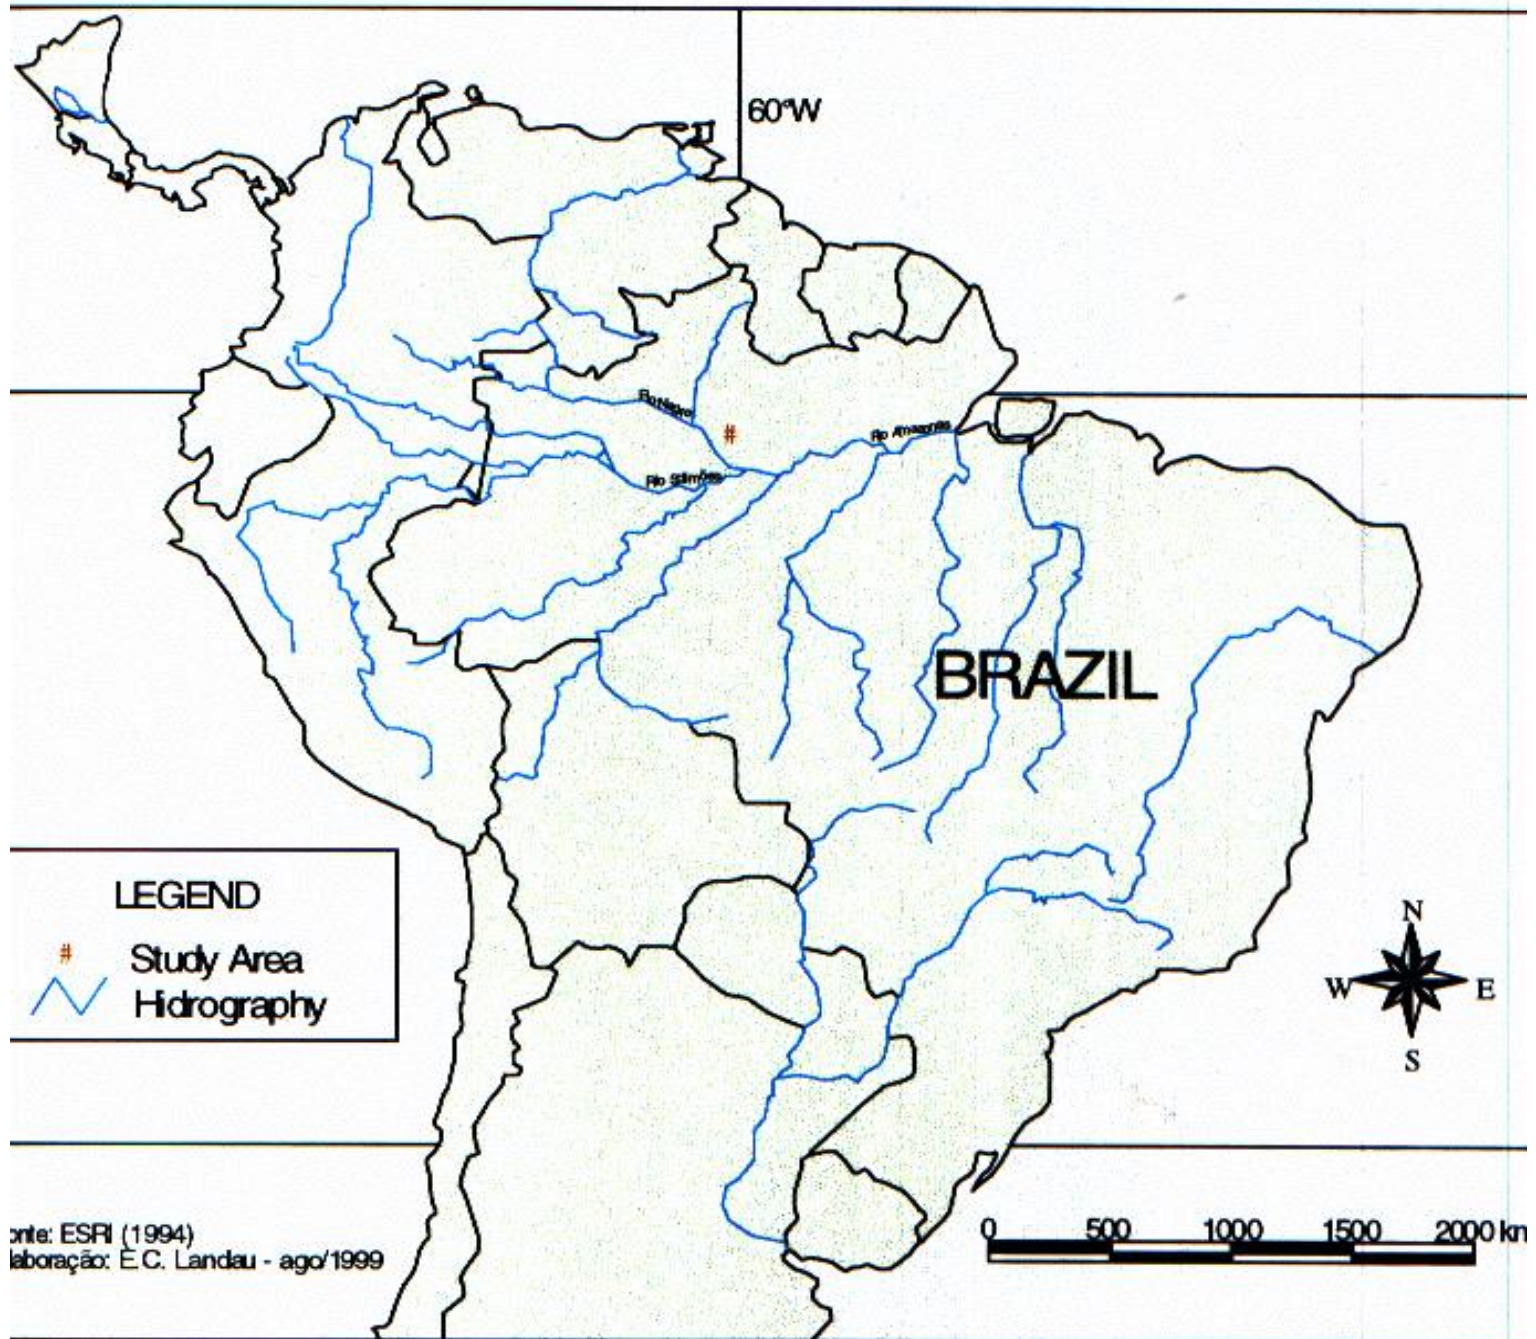 60°W
Rio Negro
Rio Amazonas
Rio Solimões
BRAZIL
LEGEND
# Study Area
Hidrography
N
W E
S
0 500 1000 1500 2000 km
onte: ESRI (1994)
laboração: E.C. Landau - ago/1999